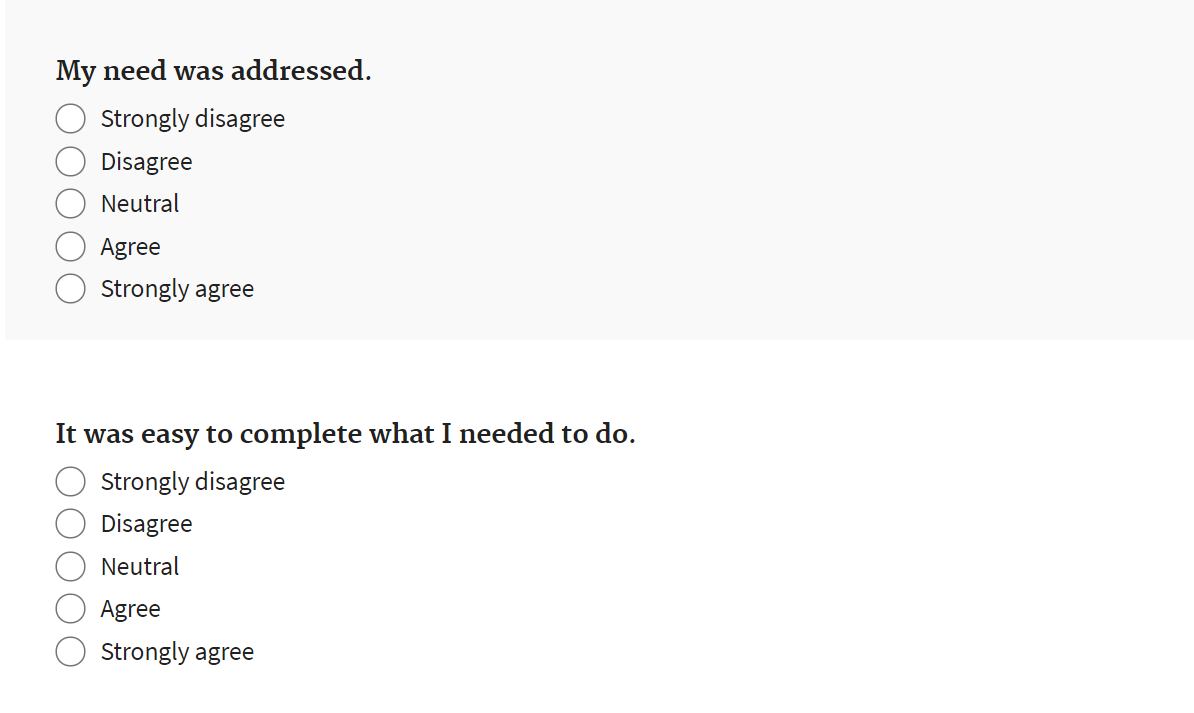 My need was addressed.
Strongly disagree
Disagree
Neutral
Agree
Strongly agree
It was easy to complete what I needed to do.
Strongly disagree
Disagree
Neutral
Agree
Strongly agree